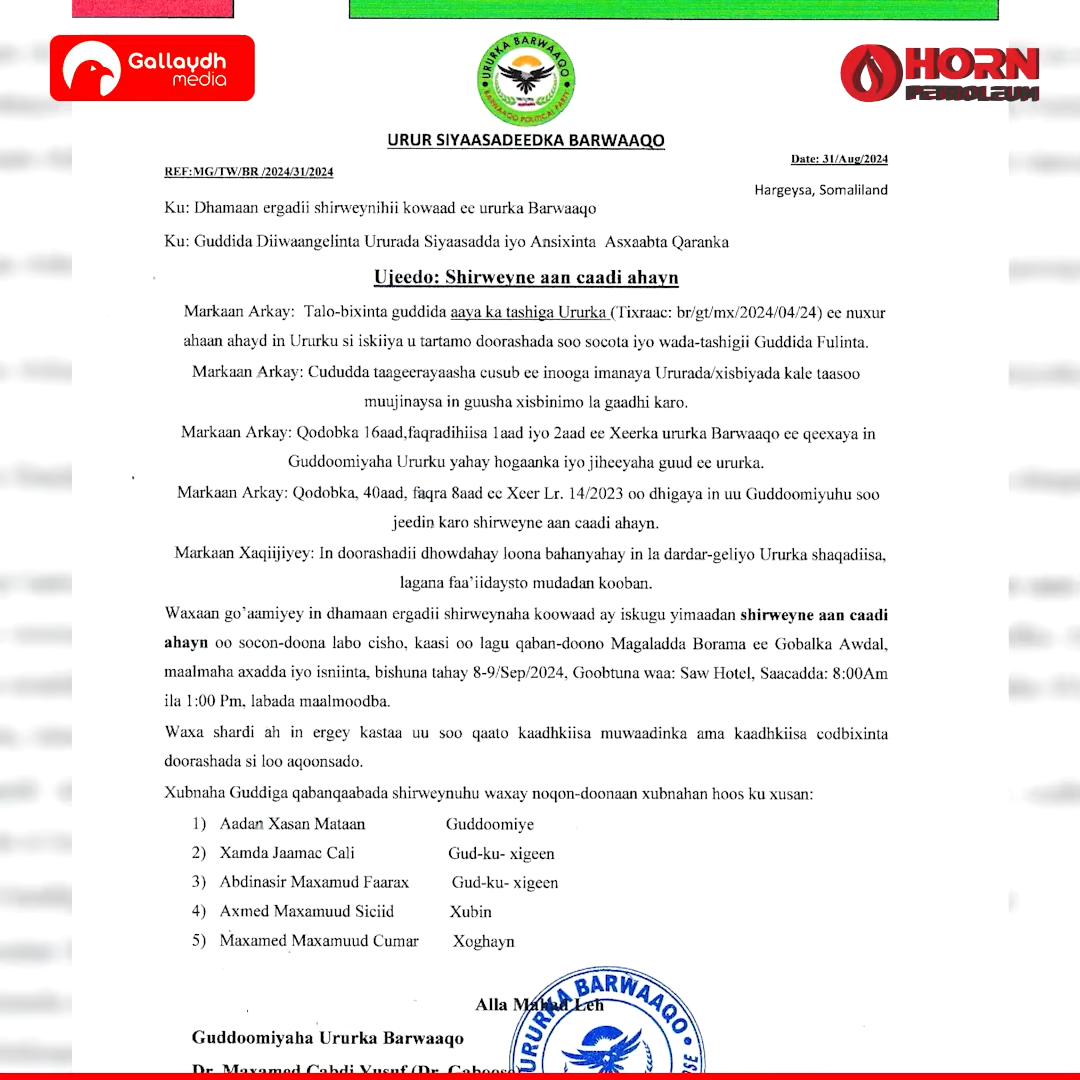 Gallaydh
media
HORN
PETROLEUM
URURKA BARWAAQO
BARWAAQO POLITICAL PARTY
URUR SIYAASADEEDKA BARWAAQO
Date: 31/Aug/2024
REF:MG/TW/BR /2024/31/2024
Hargeysa, Somaliland
Ku: Dhamaan ergadii shirweynihii kowaad ee ururka Barwaaqo
Ku: Guddida Diiwaangelinta Ururada Siyaasadda iyo Ansixinta Asxaabta Qaranka
Ujeedo: Shirweyne aan caadi ahayn
Markaan Arkay: Talo-bixinta guddida aaya ka tashiga Ururka (Tixraac: br/gt/mx/2024/04/24) ee nuxur
ahaan ahayd in Ururku si iskiiya u tartamo doorashada soo socota iyo wada-tashigii Guddida Fulinta.
Markaan Arkay: Cududda taageerayaasha cusub ee inooga imanaya Ururada/xisbiyada kale taasoo
muujinaysa in guusha xisbinimo la gaadhi karo.
Markaan Arkay: Qodobka 16aad,faqradihiisa 1aad iyo 2aad ee Xeerka ururka Barwaaqo ee qeexaya in
Guddoomiyaha Ururku yahay hogaanka iyo jiheeyaha guud ee ururka.
Markaan Arkay: Qodobka, 40aad, faqra 8aad ee Xeer Lr. 14/2023 oo dhigaya in uu Guddoomiyuhu soo
jeedin karo shirweyne aan caadi ahayn.
Markaan Xaqiijiyey: In doorashadii dhowdahay loona bahanyahay in la dardar-geliyo Ururka shaqadiisa,
lagana faa'iidaysto mudadan kooban.
Waxaan go'aamiyey in dhamaan ergadii shirweynaha koowaad ay iskugu yimaadan shirweyne aan caadi
ahayn oo socon-doona labo cisho, kaasi oo lagu qaban-doono Magaladda Borama ee Gobalka Awdal,
maalmaha axadda iyo isniinta, bishuna tahay 8-9/Sep/2024, Goobtuna waa: Saw Hotel, Saacadda: 8:00Am
ila 1:00 Pm, labada maalmoodba.
Waxa shardi ah in ergey kastaa uu soo qaato kaadhkiisa muwaadinka ama kaadhkiisa codbixinta
doorashada si loo aqoonsado.
Xubnaha Guddiga qabanqaabada shirweynuhu waxay noqon-doonaan xubnahan hoos ku xusan:
1) Aadan Xasan Mataan Guddoomiye
2) Xamda Jaamac Cali Gud-ku- xigeen
3) Abdinasir Maxamud Faarax Gud-ku- xigeen
4) Axmed Maxamuud Siciid Xubin
5) Maxamed Maxamuud Cumar Xoghayn
Alla Mahad Leh
URURKA BARWAAQO
Guddoomiyaha Ururka Barwaaqo
Dr. Maxamed Cabdi Yusuf (Dr. Gaboose)